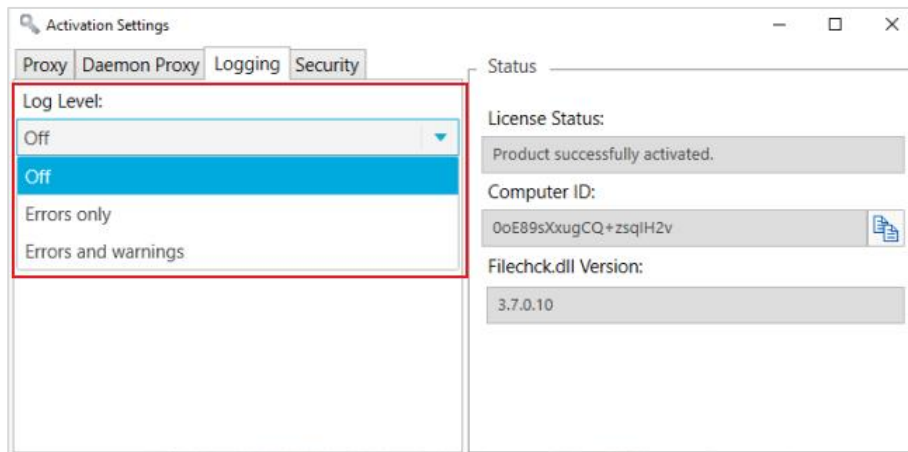 Activation Settings
Proxy Daemon Proxy Logging Security
Log Level:
Off
Off
Errors only
Errors and warnings
Status
License Status:
Product successfully activated.
Computer ID:
0oE89sXxugCQ+zsqIH2v
Filechck.dll Version:
3.7.0.10